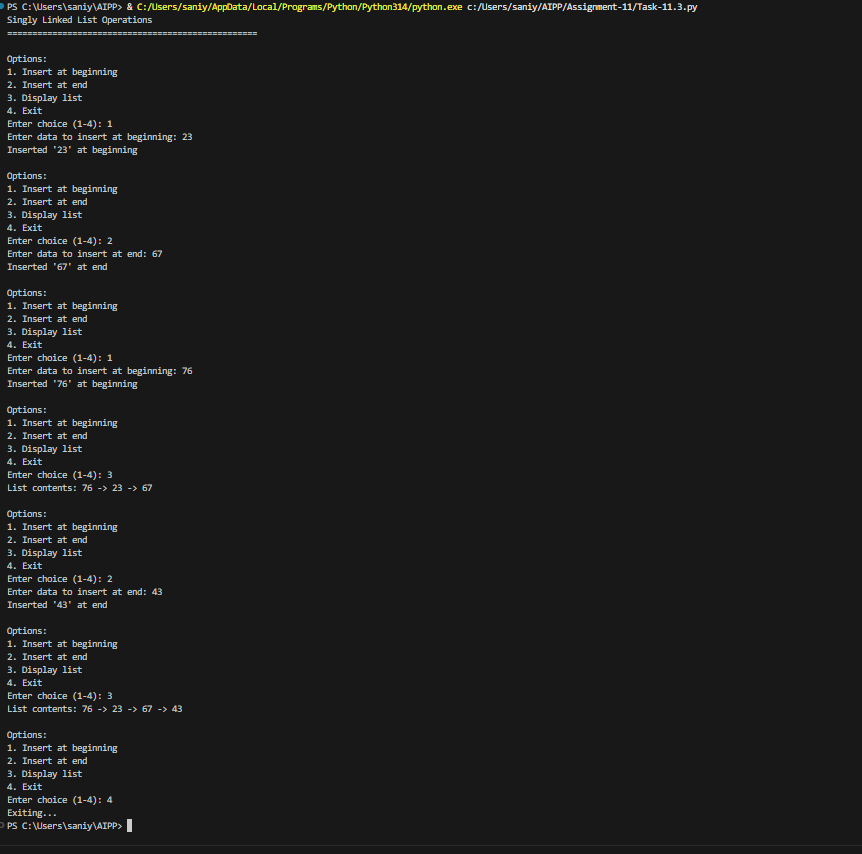 PS C:\Users\saniy\AIPP> & C:/Users/saniy/AppData/Local/Programs/Python/Python314/python.exe c:/Users/saniy/AIPP/Assignment-11/Task-11.3.py
Singly Linked List Operations
==================================================

Options:
1. Insert at beginning
2. Insert at end
3. Display list
4. Exit
Enter choice (1-4): 1
Enter data to insert at beginning: 23
Inserted '23' at beginning

Options:
1. Insert at beginning
2. Insert at end
3. Display list
4. Exit
Enter choice (1-4): 2
Enter data to insert at end: 67
Inserted '67' at end

Options:
1. Insert at beginning
2. Insert at end
3. Display list
4. Exit
Enter choice (1-4): 1
Enter data to insert at beginning: 76
Inserted '76' at beginning

Options:
1. Insert at beginning
2. Insert at end
3. Display list
4. Exit
Enter choice (1-4): 3
List contents: 76 -> 23 -> 67

Options:
1. Insert at beginning
2. Insert at end
3. Display list
4. Exit
Enter choice (1-4): 2
Enter data to insert at end: 43
Inserted '43' at end

Options:
1. Insert at beginning
2. Insert at end
3. Display list
4. Exit
Enter choice (1-4): 3
List contents: 76 -> 23 -> 67 -> 43

Options:
1. Insert at beginning
2. Insert at end
3. Display list
4. Exit
Enter choice (1-4): 4
Exiting...
PS C:\Users\saniy\AIPP>